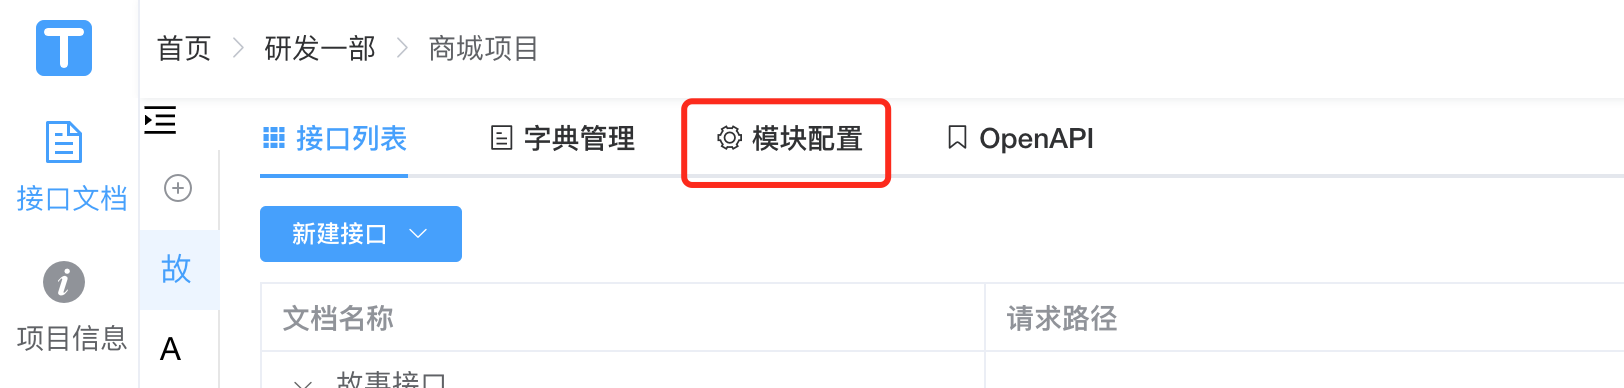 T
首页 > 研发一部 > 商城项目
接口文档
项目信息
故
A
接口列表 字典管理 模块配置 OpenAPI
新建接口
文档名称 请求路径
故事接口